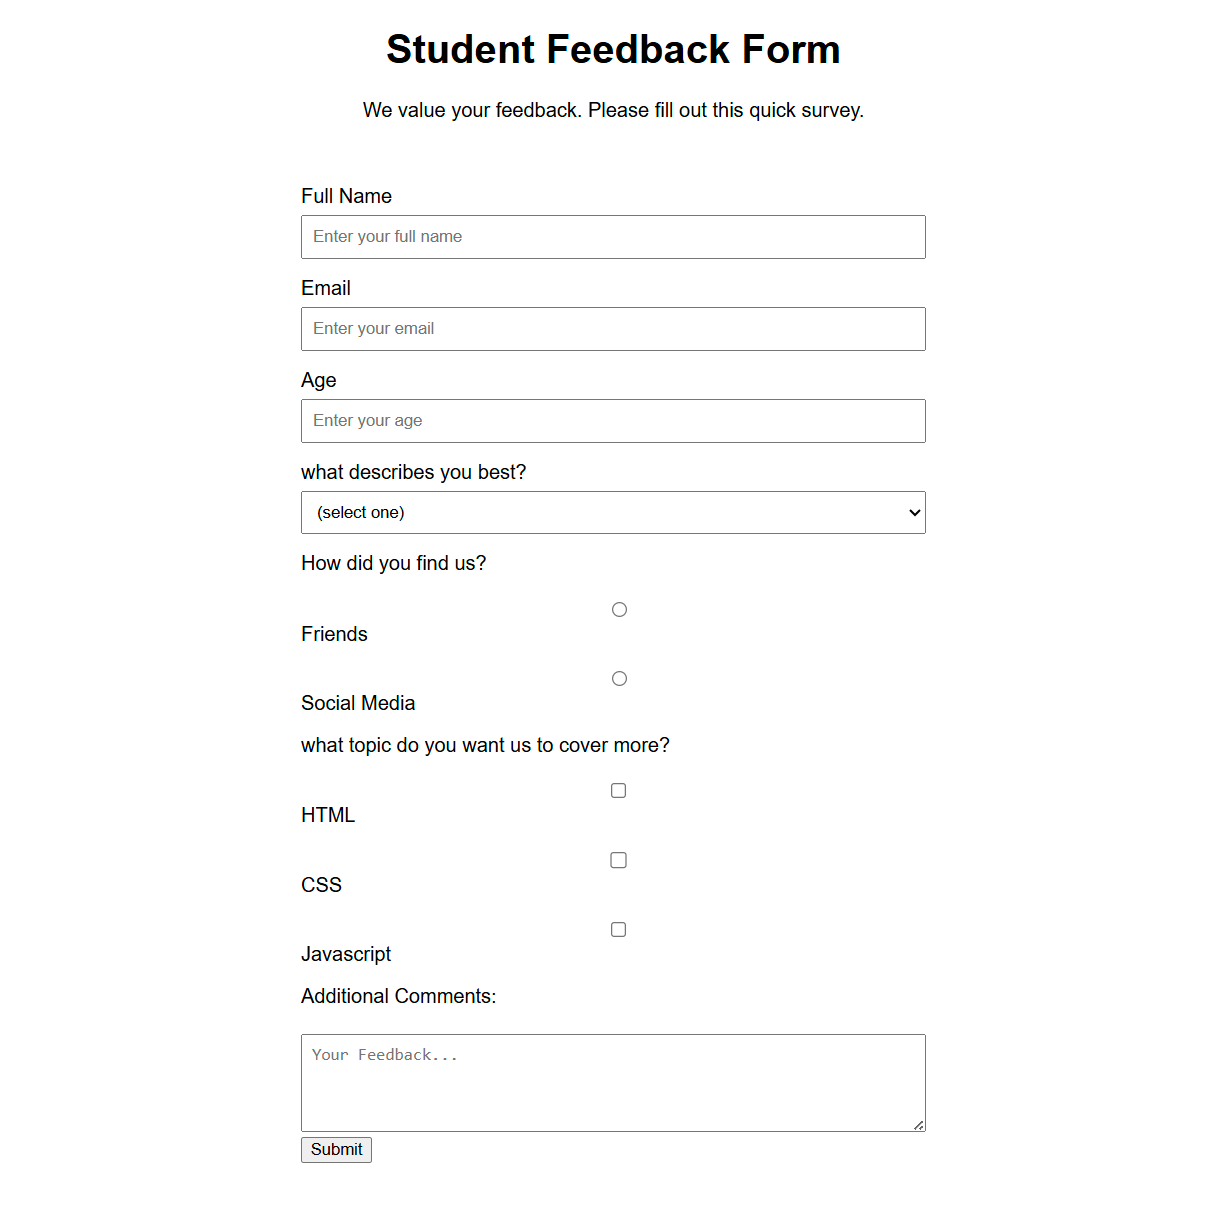 Student Feedback Form
We value your feedback. Please fill out this quick survey.
Full Name
Enter your full name
Email
Enter your email
Age
Enter your age
what describes you best?
(select one)
How did you find us?
Friends
Social Media
what topic do you want us to cover more?
HTML
CSS
Javascript
Additional Comments:
Your Feedback...
Submit